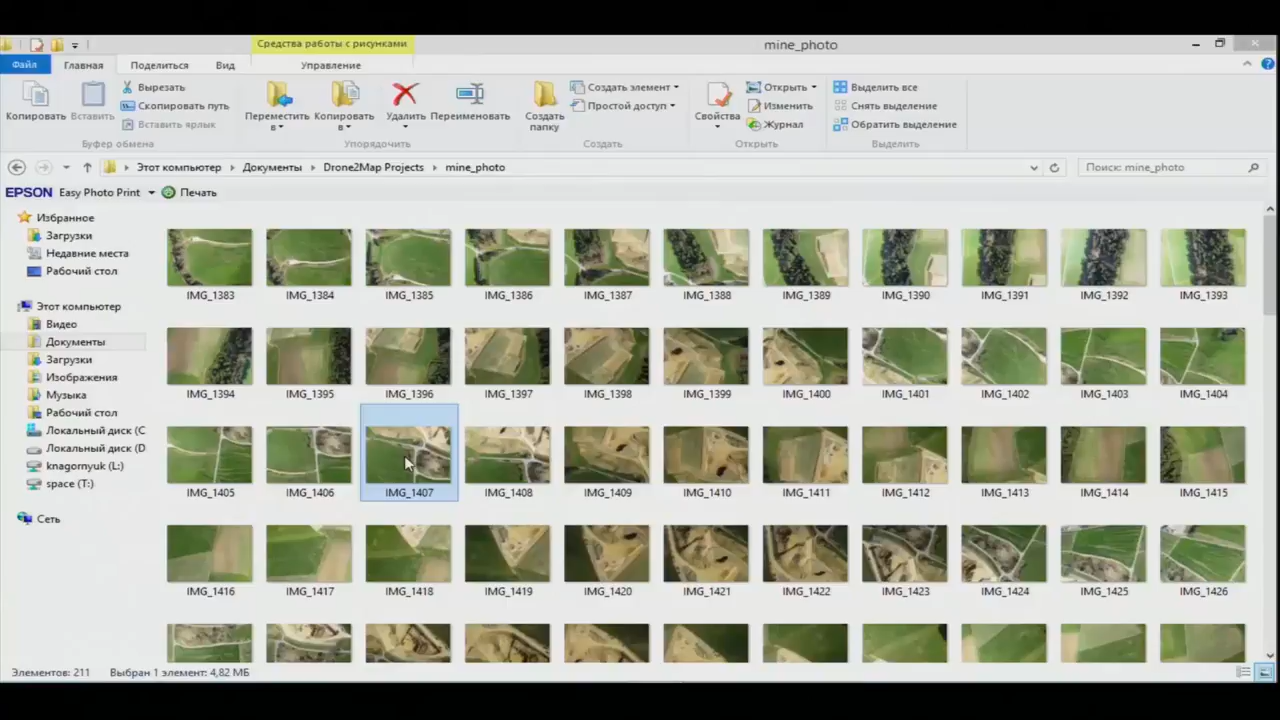 Средства работы с рисунками
mine_photo
Файл Главная Поделиться Вид Управление
Копировать Вставить Вырезать Скопировать путь Вставить ярлык
Буфер обмена
Переместить в Копировать в Удалить Переименовать
Упорядочить
Создать папку Создать элемент Простой доступ
Создать
Свойства Открыть Изменить Журнал
Открыть
Выделить все Снять выделение Обратить выделение
Выделить
Этот компьютер Документы Drone2Map Projects mine_photo
Поиск: mine_photo
EPSON Easy Photo Print Печать
Избранное
Загрузки
Недавние места
Рабочий стол
Этот компьютер
Видео
Документы
Загрузки
Изображения
Музыка
Рабочий стол
Локальный диск (C
Локальный диск (D
knagornyuk (L:)
space (T:)
Сеть
IMG_1383 IMG_1384 IMG_1385 IMG_1386 IMG_1387 IMG_1388 IMG_1389 IMG_1390 IMG_1391 IMG_1392 IMG_1393
IMG_1394 IMG_1395 IMG_1396 IMG_1397 IMG_1398 IMG_1399 IMG_1400 IMG_1401 IMG_1402 IMG_1403 IMG_1404
IMG_1405 IMG_1406 IMG_1407 IMG_1408 IMG_1409 IMG_1410 IMG_1411 IMG_1412 IMG_1413 IMG_1414 IMG_1415
IMG_1416 IMG_1417 IMG_1418 IMG_1419 IMG_1420 IMG_1421 IMG_1422 IMG_1423 IMG_1424 IMG_1425 IMG_1426
Элементов: 211 Выбран 1 элемент: 4,82 МБ